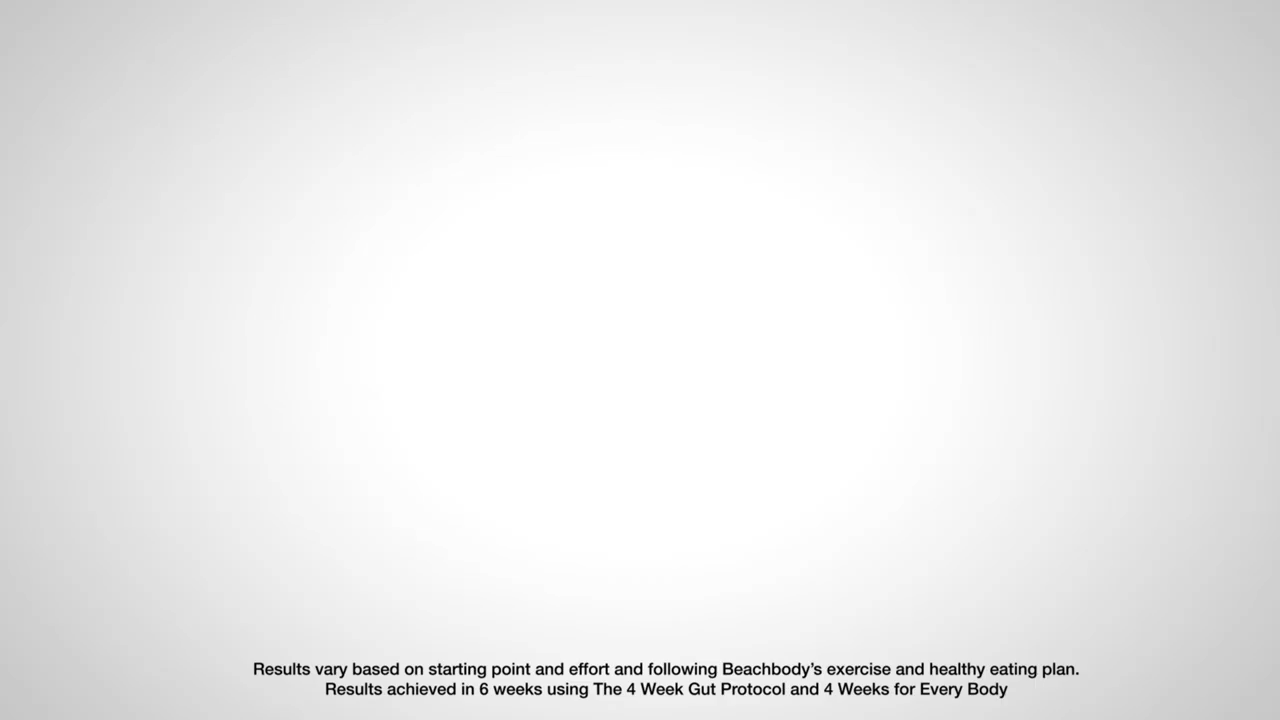 Results vary based on starting point and effort and following Beachbody’s exercise and healthy eating plan.
Results achieved in 6 weeks using The 4 Week Gut Protocol and 4 Weeks for Every Body